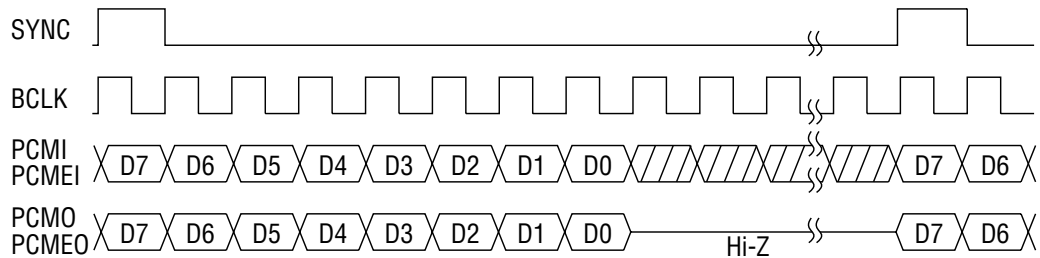 SYNC
BCLK
PCMI
PCMEI
D7 D6 D5 D4 D3 D2 D1 D0 D7 D6
PCMO
PCMEO
D7 D6 D5 D4 D3 D2 D1 D0 Hi-Z D7 D6